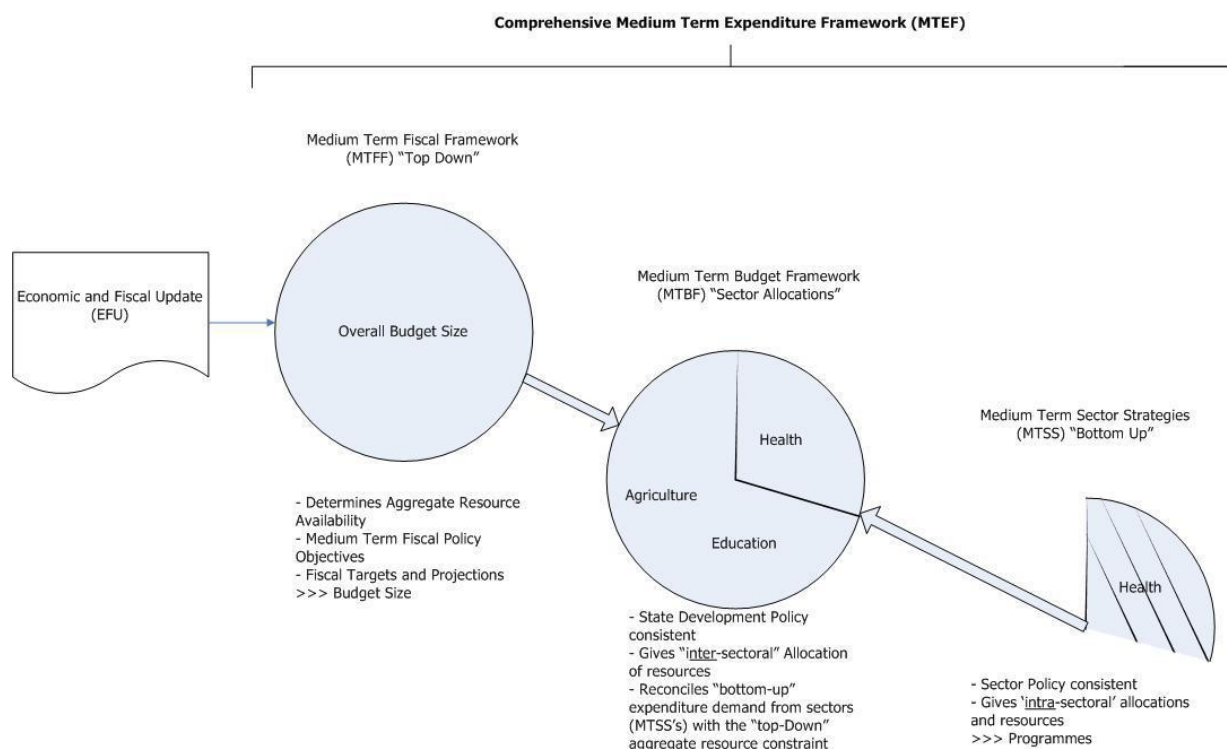 Comprehensive Medium Term Expenditure Framework (MTEF)
Medium Term Fiscal Framework
(MTFF) “Top Down”
Economic and Fiscal Update
(EFU)
Overall Budget Size
- Determines Aggregate Resource
Availability
- Medium Term Fiscal Policy
Objectives
- Fiscal Targets and Projections
>>> Budget Size
Medium Term Budget Framework
(MTBF) “Sector Allocations”
Health
Agriculture
Education
- State Development Policy
consistent
- Gives “inter-sectoral” Allocation
of resources
- Reconciles “bottom-up”
expenditure demand from sectors
(MTSS’s) with the “top-Down”
aggregate resource constraint
Medium Term Sector Strategies
(MTSS) “Bottom Up”
Health
- Sector Policy consistent
- Gives ‘intra-sectoral’ allocations
and resources
>>> Programmes